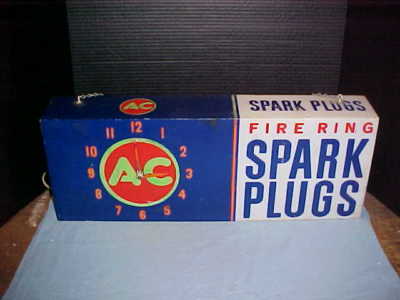 AC
SPARK PLUGS
12
11 1
10 2
9 AC 3
8 4
7 5
6
FIRE RING
SPARK
PLUGS